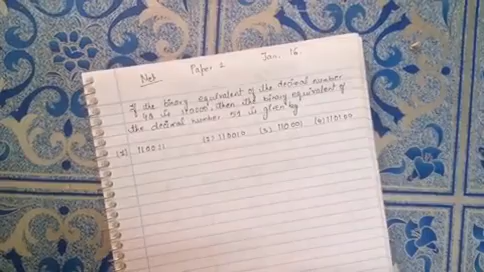 Net Paper 1 Jan. 16
If the binary equivalent of the decimal number
48 is 110000, then the binary equivalent of
the decimal number 51 is given by
(1) 110011 (2) 110010 (3) 110001 (4) 110100